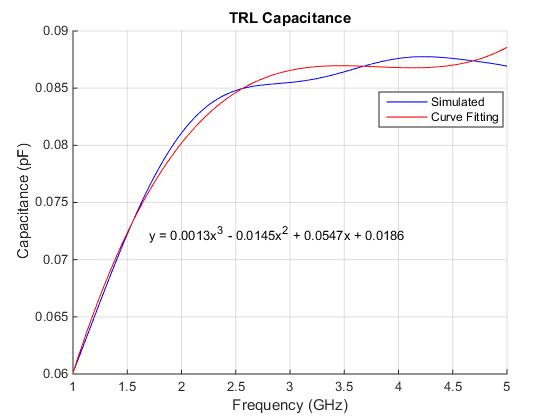 TRL Capacitance
0.09
0.085
0.08
0.075
0.07
0.065
0.06
Capacitance (pF)
Simulated
Curve Fitting
y = 0.0013x³ - 0.0145x² + 0.0547x + 0.0186
1 1.5 2 2.5 3 3.5 4 4.5 5
Frequency (GHz)